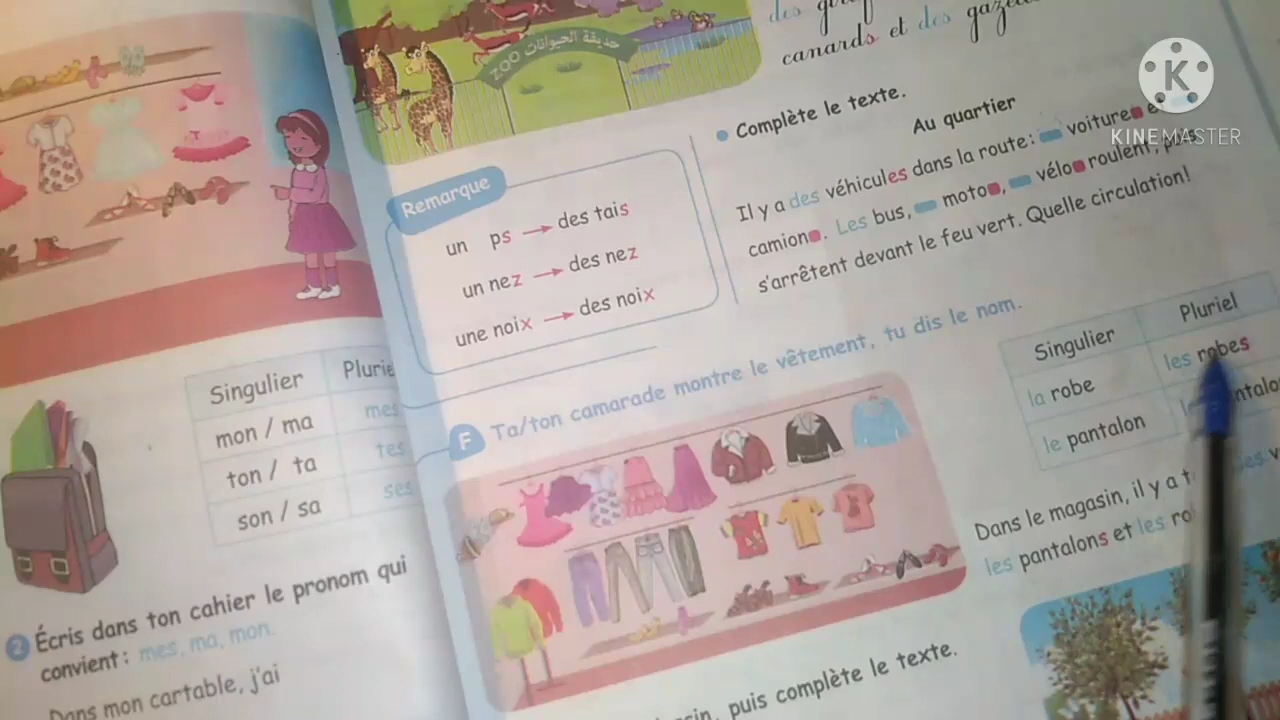 Singulier Plurie
mon / ma mes
ton / ta tes
son / sa ses
2 Écris dans ton cahier le pronom qui
convient : mes, ma, mon.
Dans mon cartable, j'ai
ZOO حديقة الحيوانات
des
canards et des
Remarque
un ps → des tais
un nez → des nez
une noix → des noix
Complète le texte.
Au quartier
Il y a des véhicules dans la route : voitures
camion . Les bus, moto , vélo roulent, puis
s'arrêtent devant le feu vert. Quelle circulation!
F Ta/ton camarade montre le vêtement, tu dis le nom.
Singulier Pluriel
la robe les robes
le pantalon
Dans le magasin, il y a
les pantalons et les
puis complète le texte.
K
KINEMASTER